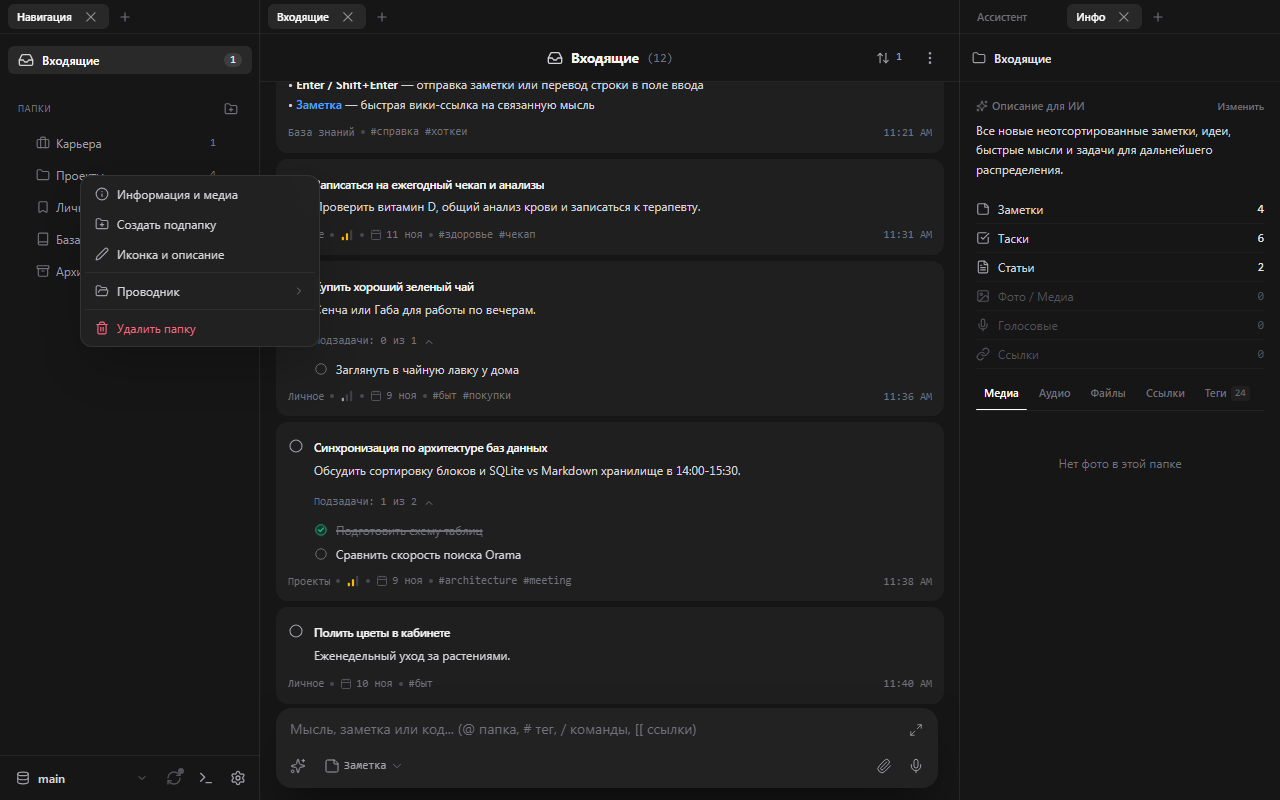 Навигация
Входящие
Ассистент
Инфо
Входящие
1
Входящие (12)
1
Входящие
ПАПКИ
Карьера
1
Информация и медиа
Создать подпапку
Иконка и описание
Проводник
Удалить папку
• Enter / Shift+Enter — отправка заметки или перевод строки в поле ввода
• Заметка — быстрая вики-ссылка на связанную мысль
База знаний • #справка #хоткеи
11:21 AM
Записаться на ежегодный чекап и анализы
Проверить витамин D, общий анализ крови и записаться к терапевту.
11 ноя • #здоровье #чекап
11:31 AM
Купить хороший зеленый чай
Сенча или Габа для работы по вечерам.
Подзадачи: 0 из 1
Заглянуть в чайную лавку у дома
Личное • 9 ноя • #быт #покупки
11:36 AM
Синхронизация по архитектуре баз данных
Обсудить сортировку блоков и SQLite vs Markdown хранилище в 14:00-15:30.
Подзадачи: 1 из 2
Подготовить схему таблиц
Сравнить скорость поиска Orama
Проекты • 9 ноя • #architecture #meeting
11:38 AM
Полить цветы в кабинете
Еженедельный уход за растениями.
Личное • 10 ноя • #быт
11:40 AM
Мысль, заметка или код... (@ папка, # тег, / команды, [[ ссылки)
Заметка
main
Описание для ИИ
Изменить
Все новые неотсортированные заметки, идеи,
быстрые мысли и задачи для дальнейшего
распределения.
Заметки 4
Таски 6
Статьи 2
Фото / Медиа 0
Голосовые 0
Ссылки 0
Медиа Аудио Файлы Ссылки Теги 24
Нет фото в этой папке